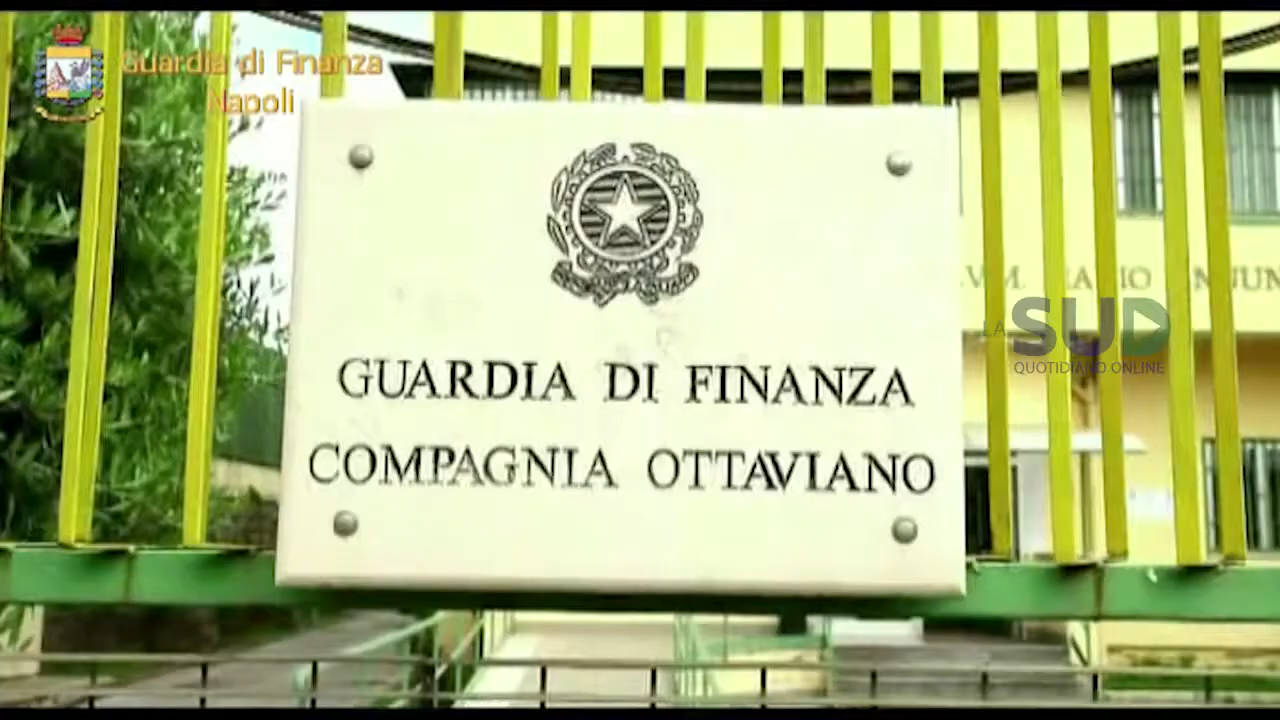 Guardia di Finanza
Napoli
GUARDIA DI FINANZA
COMPAGNIA OTTAVIANO
LA SUD
QUOTIDIANO ONLINE